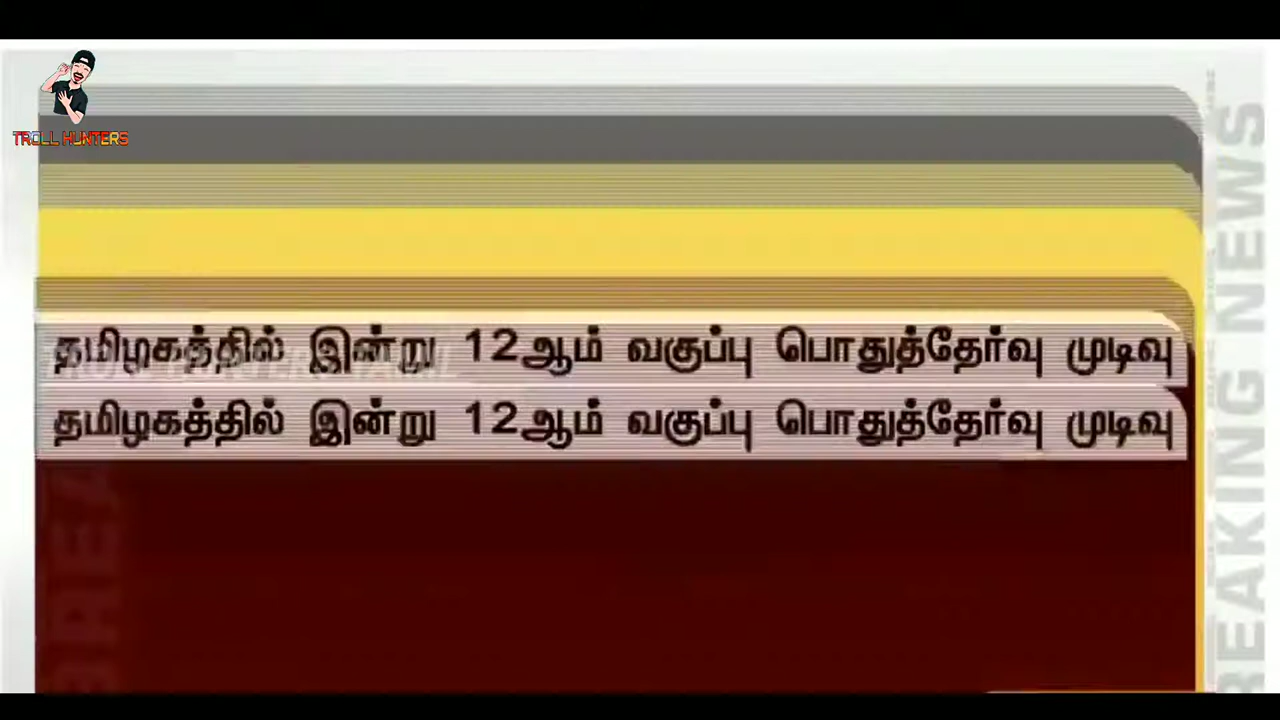 TROLL HUNTERS
தமிழகத்தில் இன்று 12ஆம் வகுப்பு பொதுத்தேர்வு முடிவு
தமிழகத்தில் இன்று 12ஆம் வகுப்பு பொதுத்தேர்வு முடிவு
BREAKING NEWS